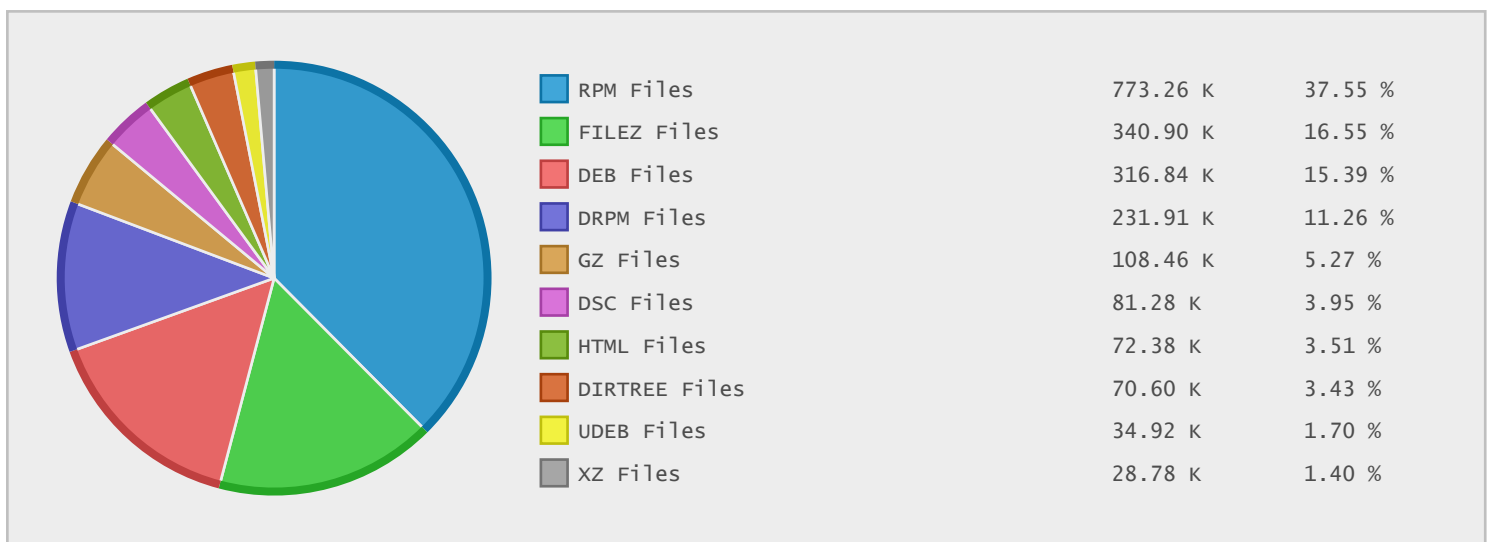 RPM Files 773.26 K 37.55 %
FILEZ Files 340.90 K 16.55 %
DEB Files 316.84 K 15.39 %
DRPM Files 231.91 K 11.26 %
GZ Files 108.46 K 5.27 %
DSC Files 81.28 K 3.95 %
HTML Files 72.38 K 3.51 %
DIRTREE Files 70.60 K 3.43 %
UDEB Files 34.92 K 1.70 %
XZ Files 28.78 K 1.40 %